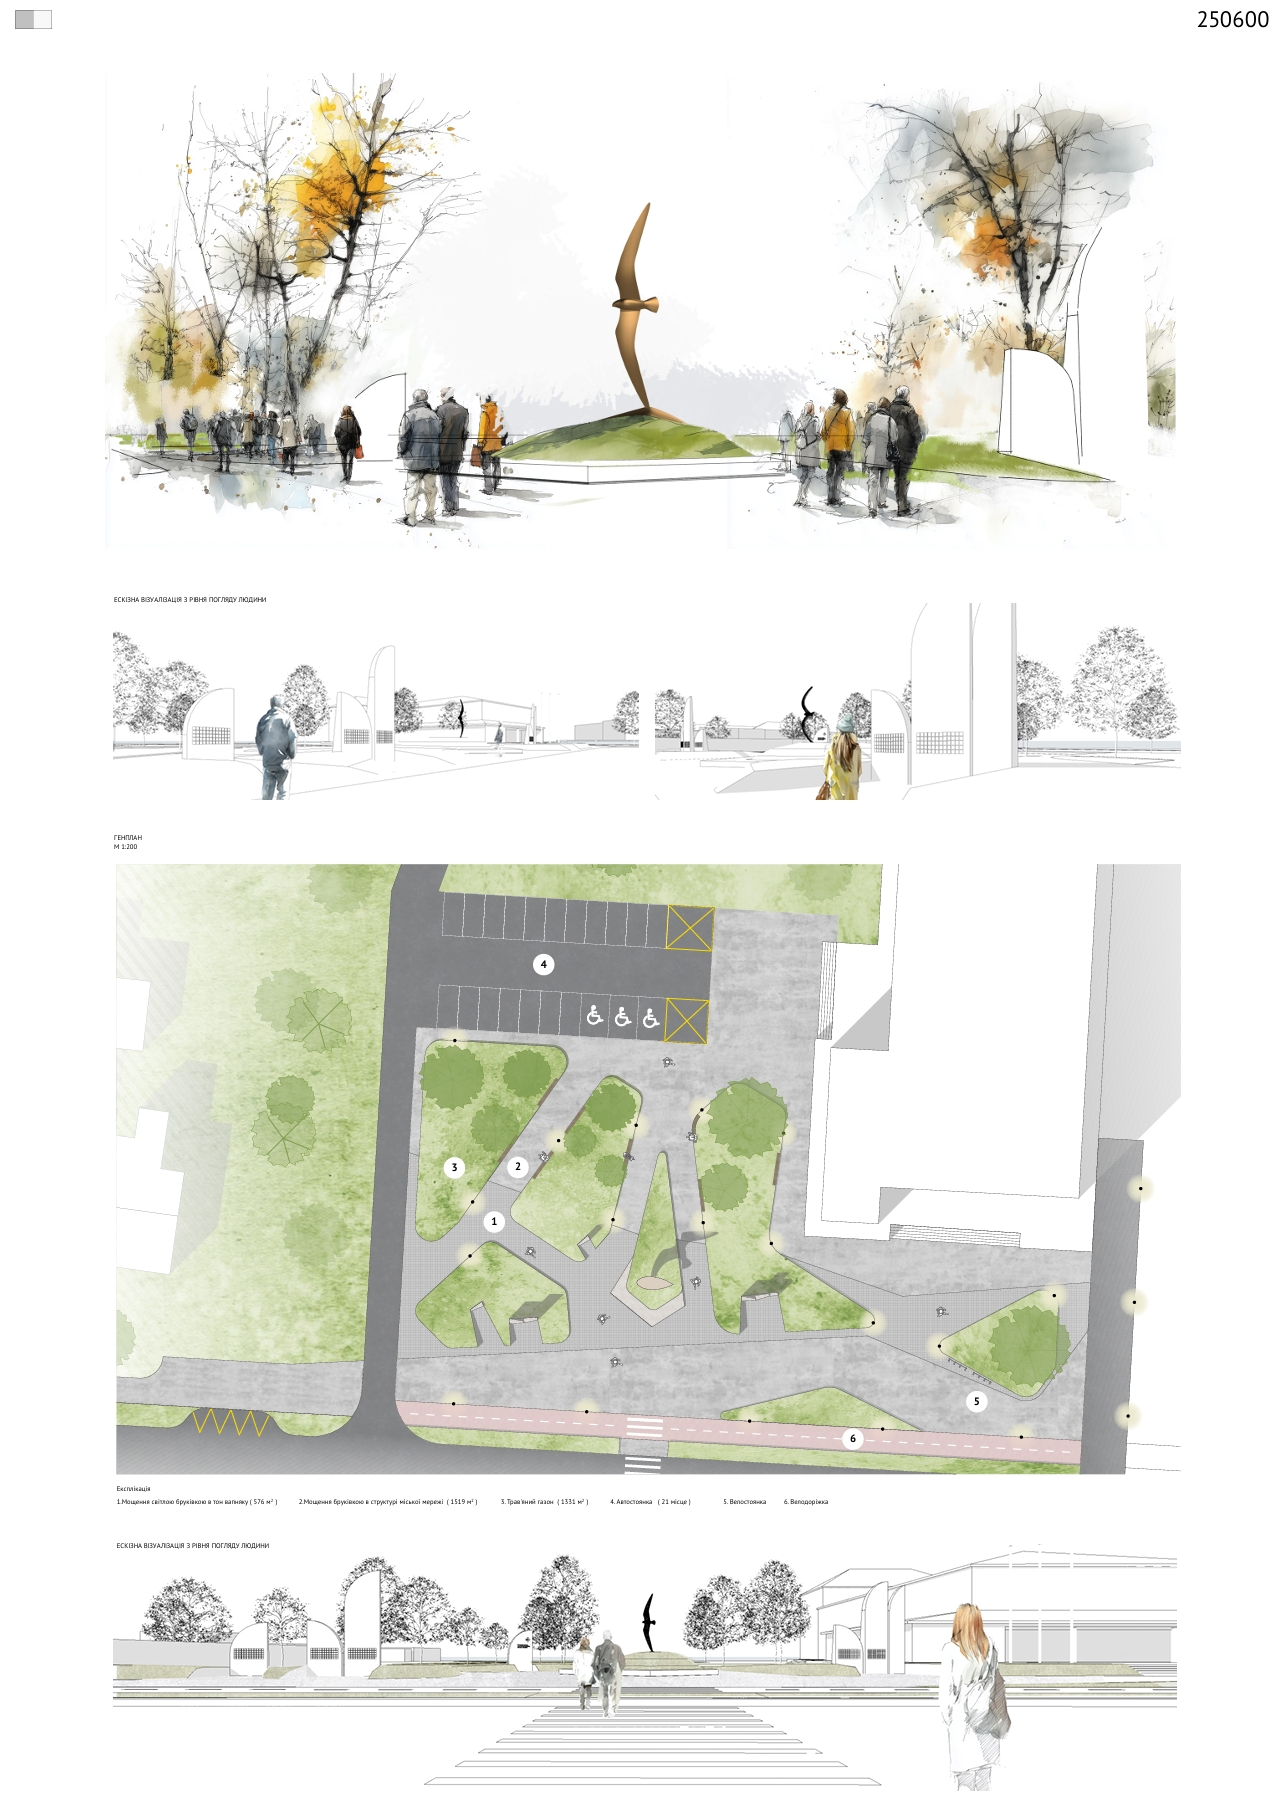 250600
ЕСКІЗНА ВІЗУАЛІЗАЦІЯ З РІВНЯ ПОГЛЯДУ ЛЮДИНИ
ГЕНПЛАН
М 1:200
4
3
2
1
5
6
Експлікація
1.Мощення світлою бруківкою в тон вапняку ( 576 м² ) 2.Мощення бруківкою в структурі міської мережі ( 1519 м² ) 3. Трав'яний газон ( 1331 м² ) 4. Автостоянка ( 21 місце ) 5. Велостоянка 6. Велодоріжка
ЕСКІЗНА ВІЗУАЛІЗАЦІЯ З РІВНЯ ПОГЛЯДУ ЛЮДИНИ